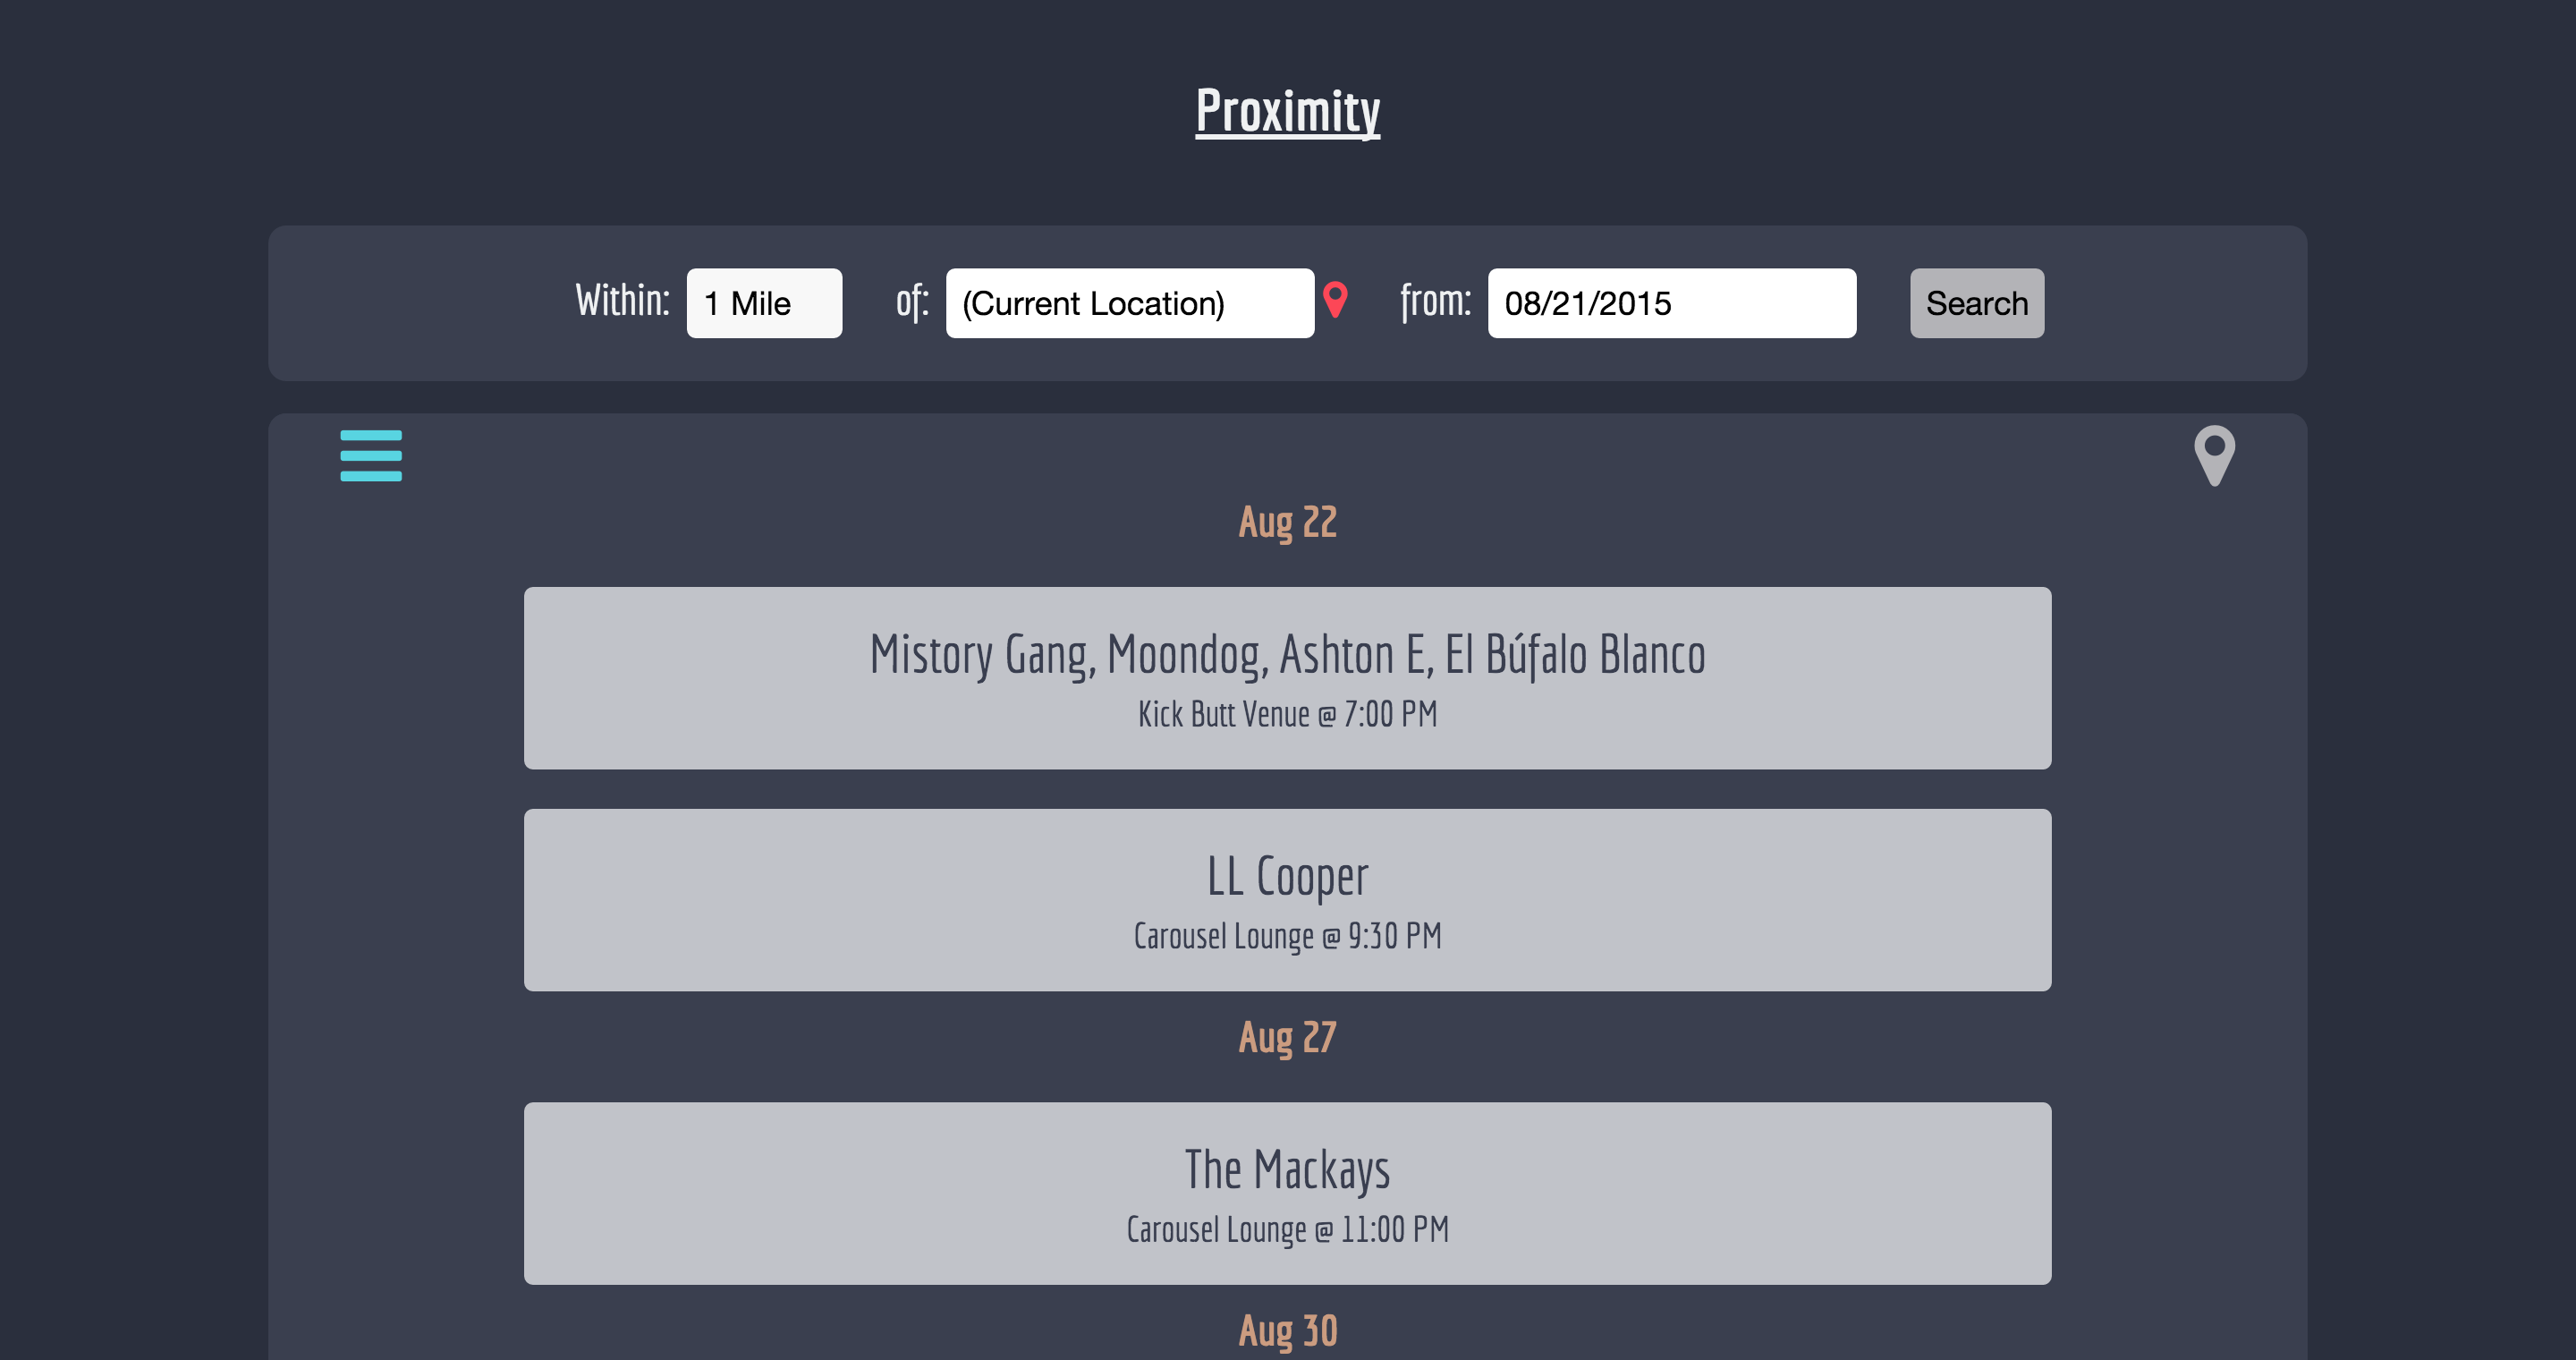 Proximity
Within: 1 Mile of: (Current Location) from: 08/21/2015 Search
Aug 22
Mistory Gang, Moondog, Ashton E, El Búfalo Blanco
Kick Butt Venue @ 7:00 PM
LL Cooper
Carousel Lounge @ 9:30 PM
Aug 27
The Mackays
Carousel Lounge @ 11:00 PM
Aug 30